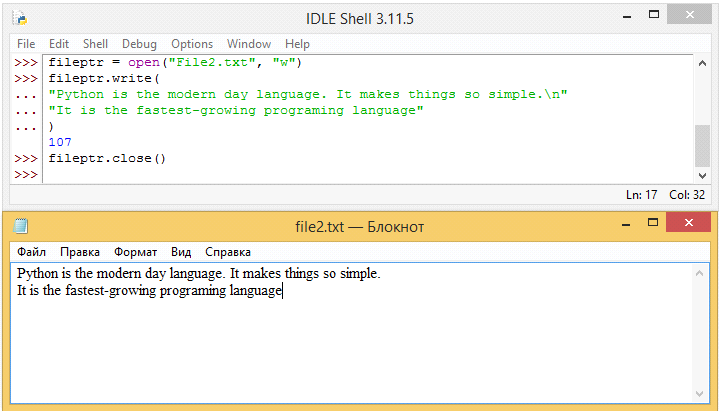 IDLE Shell 3.11.5
File Edit Shell Debug Options Window Help
>>> fileptr = open("File2.txt", "w")
>>> fileptr.write(
... "Python is the modern day language. It makes things so simple.\n"
... "It is the fastest-growing programing language"
... )
107
>>> fileptr.close()
>>>
Ln: 17 Col: 32
file2.txt — Блокнот
Файл Правка Формат Вид Справка
Python is the modern day language. It makes things so simple.
It is the fastest-growing programing language